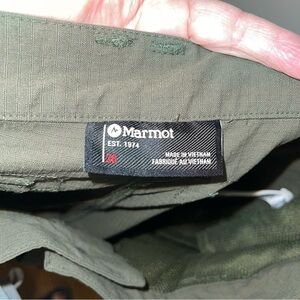 Marmot
EST. 1974
MADE IN VIETNAM
FABRIQUÉ AU VIETNAM